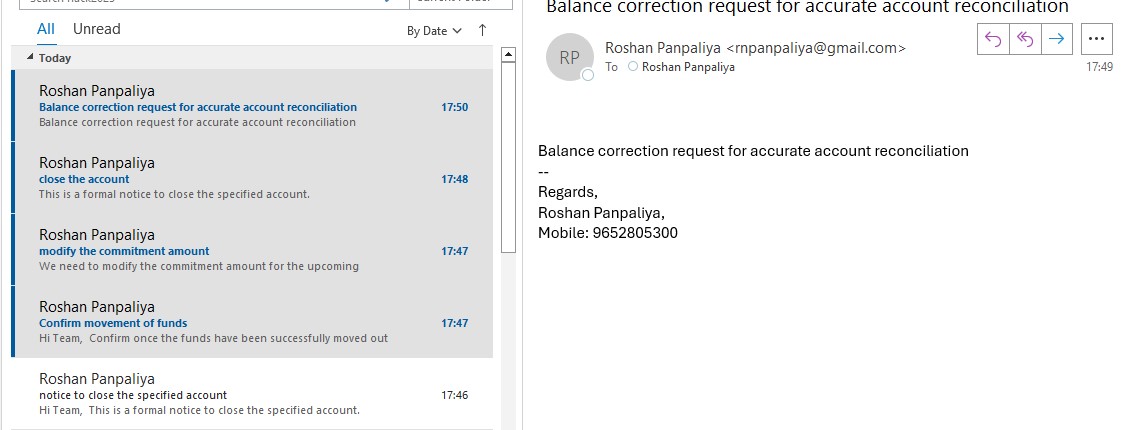 Search hack2025
Current Folder
All Unread By Date
Today
Roshan Panpaliya
Balance correction request for accurate account reconciliation 17:50
Balance correction request for accurate account reconciliation
Roshan Panpaliya
close the account 17:48
This is a formal notice to close the specified account.
Roshan Panpaliya
modify the commitment amount 17:47
We need to modify the commitment amount for the upcoming
Roshan Panpaliya
Confirm movement of funds 17:47
Hi Team, Confirm once the funds have been successfully moved out
Roshan Panpaliya
notice to close the specified account 17:46
Hi Team, This is a formal notice to close the specified account.
Balance correction request for accurate account reconciliation
RP
Roshan Panpaliya <rnpanpaliya@gmail.com>
To Roshan Panpaliya
17:49
Balance correction request for accurate account reconciliation
--
Regards,
Roshan Panpaliya,
Mobile: 9652805300